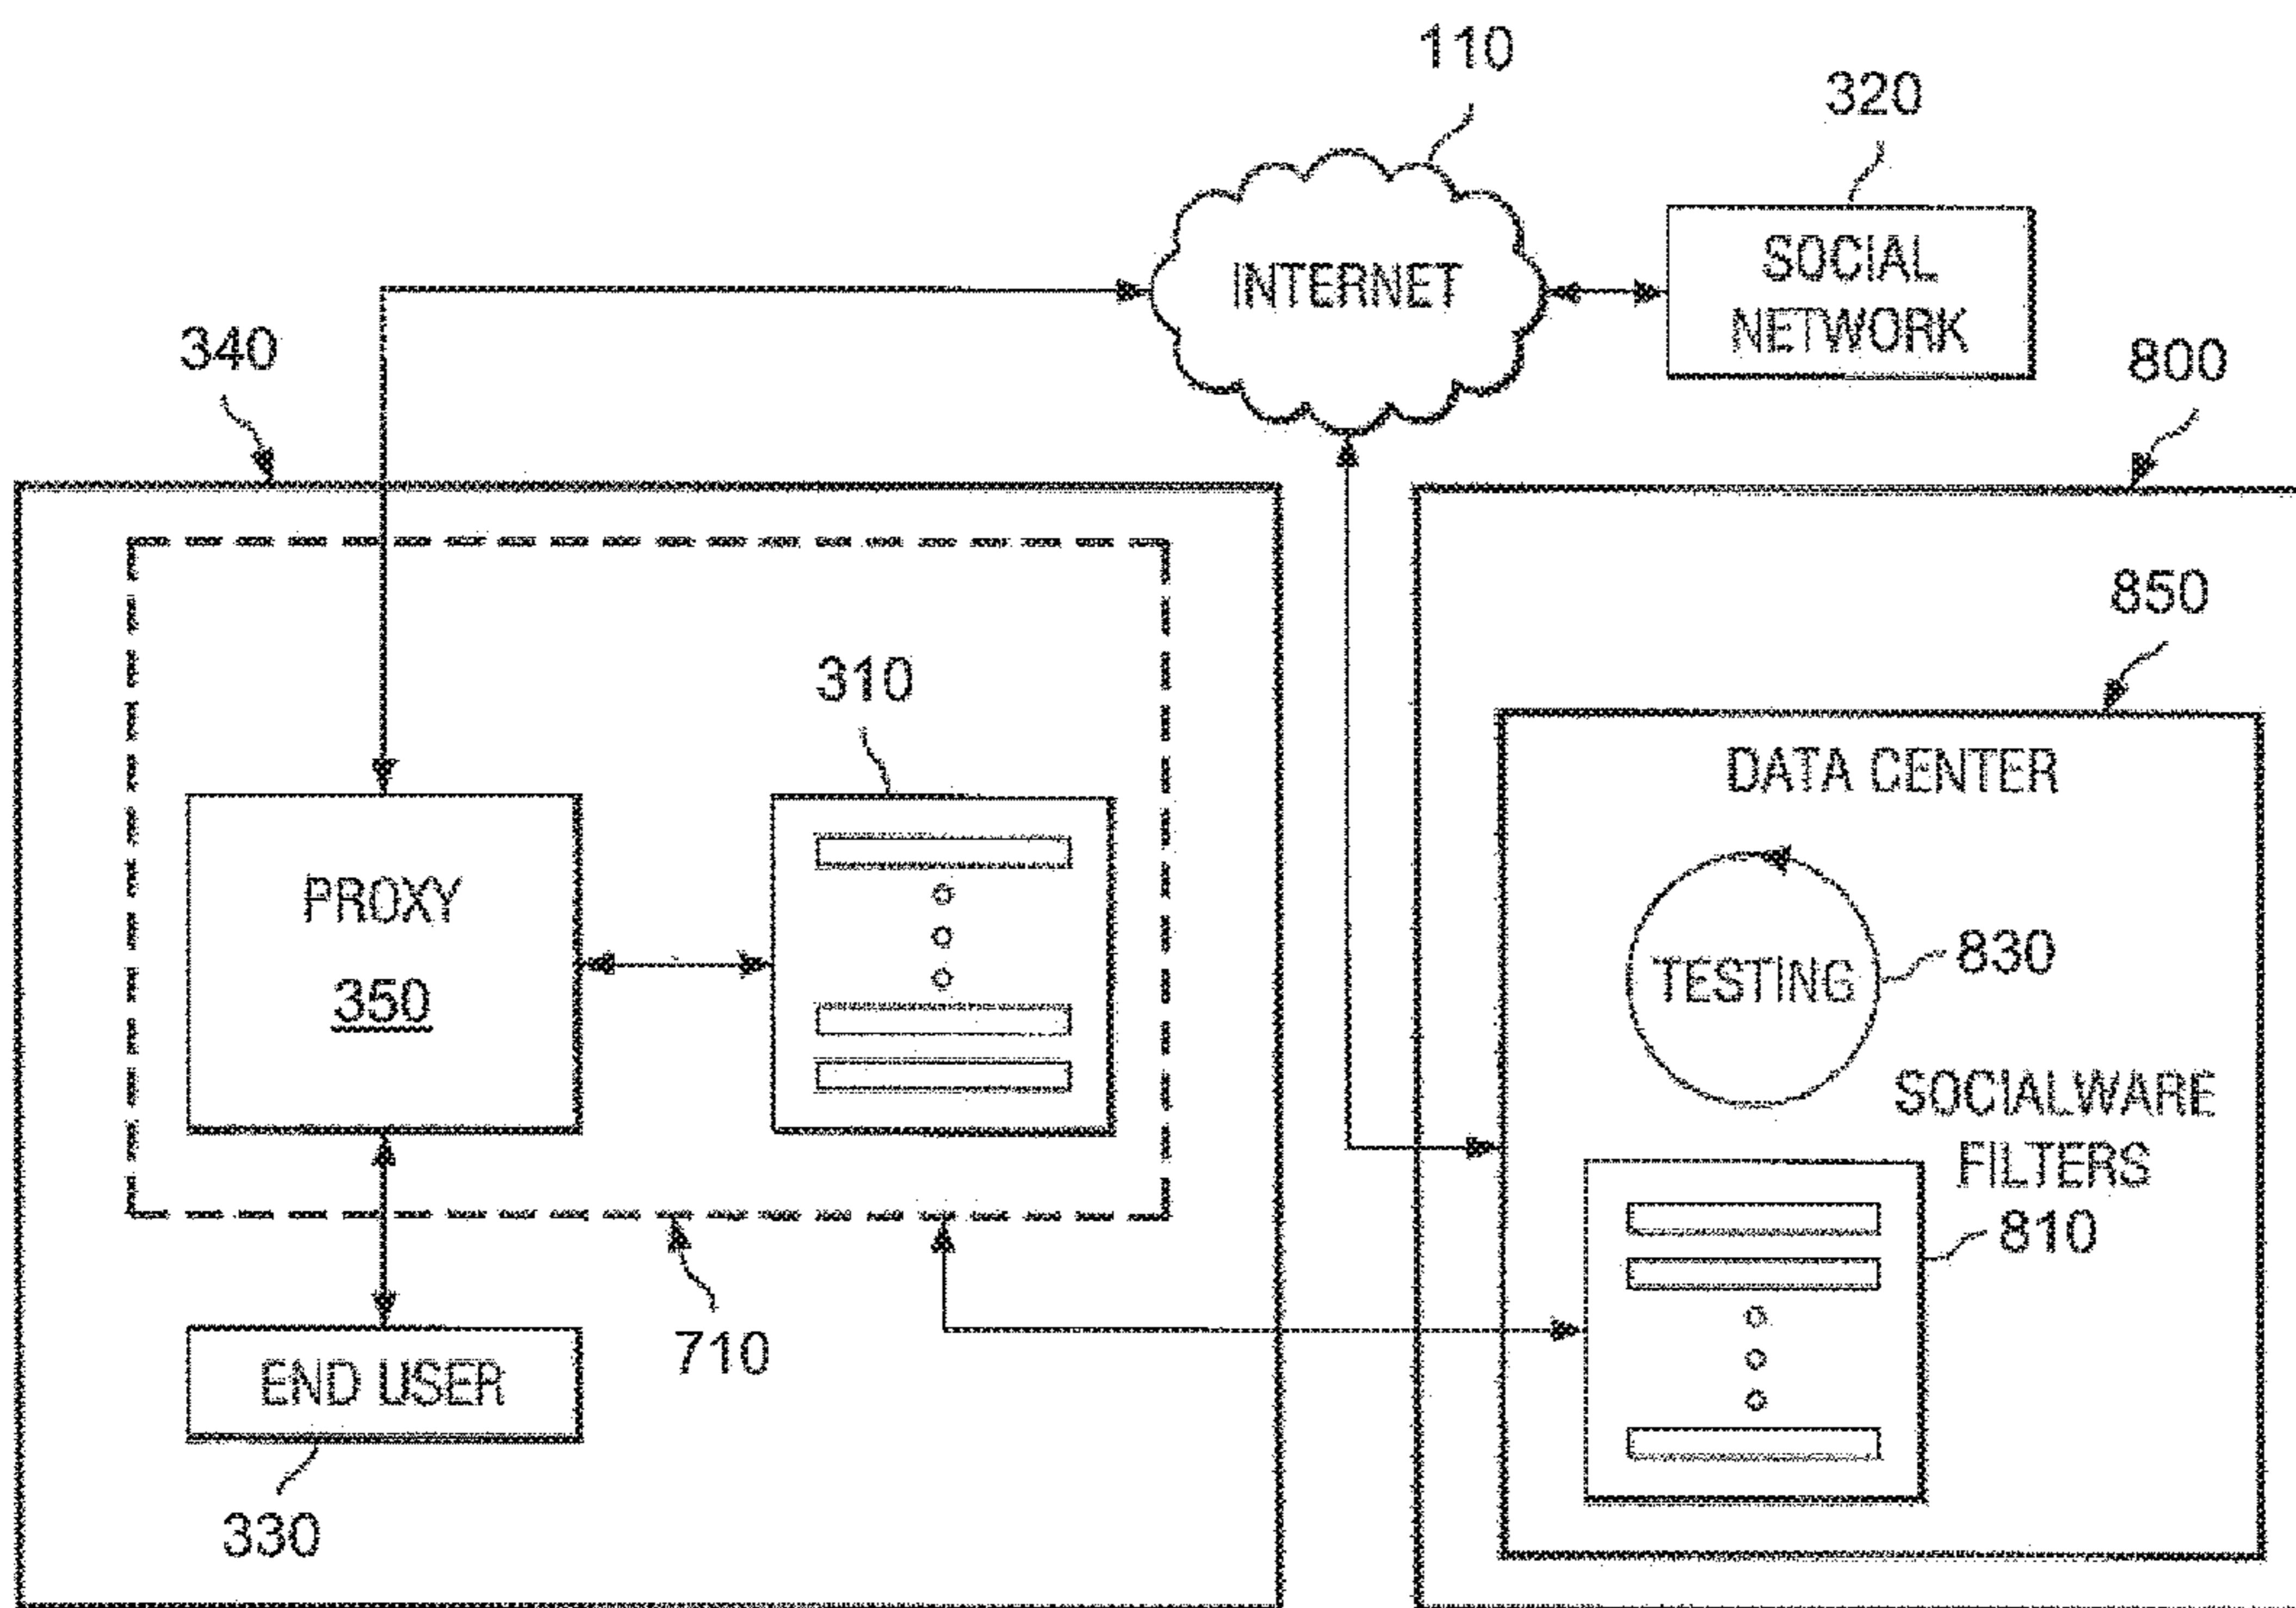 110
320
INTERNET
SOCIAL
NETWORK
340
800
850
310
DATA CENTER
PROXY
350
TESTING
830
SOCIALWARE
FILTERS
810
710
END USER
330